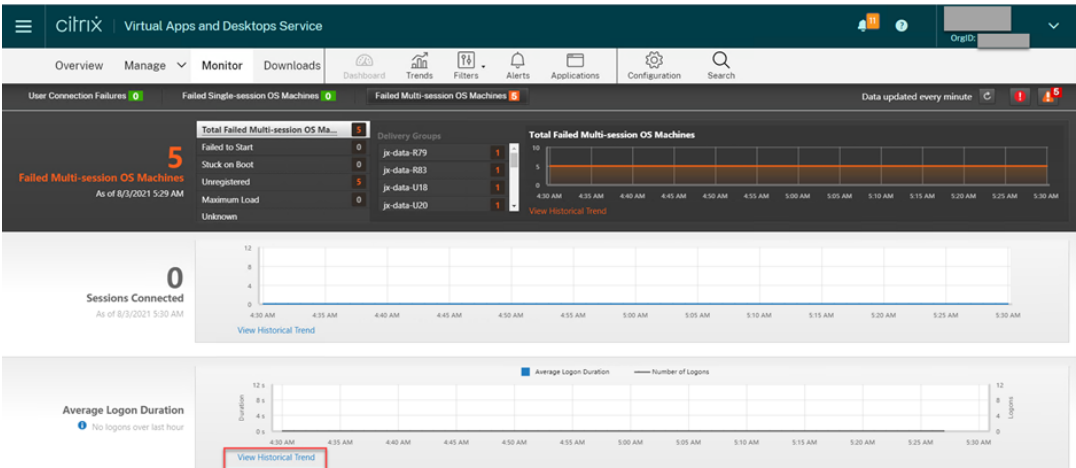 citrix | Virtual Apps and Desktops Service 11 ?
OrgID:
Overview Manage Monitor Downloads Dashboard Trends Filters Alerts Applications Configuration Search
User Connection Failures 0 Failed Single-session OS Machines 0 Failed Multi-session OS Machines 5 Data updated every minute 5
Total Failed Multi-session OS Ma... 5
Failed to Start 0
Stuck on Boot 0
Unregistered 5
Maximum Load 0
Unknown
5
Failed Multi-session OS Machines
As of 8/3/2021 5:29 AM
Delivery Groups
jx-data-R79 1
jx-data-R83 1
jx-data-U18 1
jx-data-U20 1
Total Failed Multi-session OS Machines
10
5
0
4:30 AM 4:35 AM 4:40 AM 4:45 AM 4:50 AM 4:55 AM 5:00 AM 5:05 AM 5:10 AM 5:15 AM 5:20 AM 5:25 AM 5:30 AM
View Historical Trend
0
Sessions Connected
As of 8/3/2021 5:30 AM
12
8
4
0
4:30 AM 4:35 AM 4:40 AM 4:45 AM 4:50 AM 4:55 AM 5:00 AM 5:05 AM 5:10 AM 5:15 AM 5:20 AM 5:25 AM 5:30 AM
View Historical Trend
Average Logon Duration
No logons over last hour
Average Logon Duration Number of Logons
Duration
12 s
8 s
4 s
0 s
12
8
4
0
Logons
4:30 AM 4:35 AM 4:40 AM 4:45 AM 4:50 AM 4:55 AM 5:00 AM 5:05 AM 5:10 AM 5:15 AM 5:20 AM 5:25 AM 5:30 AM
View Historical Trend